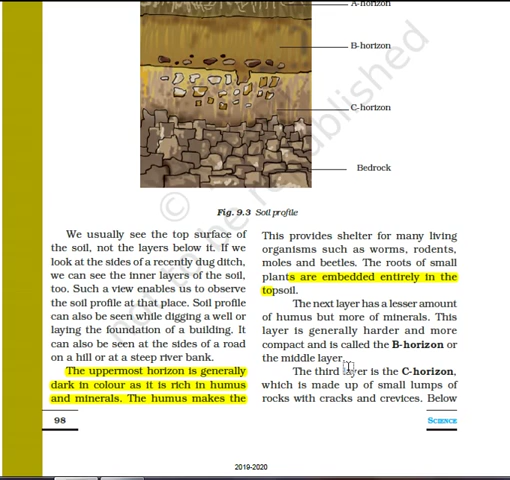 A-horizon
B-horizon
C-hortzon
Bedrock
© not to be republished
Fig. 9.3 Soil profile
We usually see the top surface of
the soil, not the layers below it. If we
look at the sides of a recently dug ditch,
we can see the inner layers of the soil,
too. Such a view enables us to observe
the soil profile at that place. Soil profile
can also be seen while digging a well or
laying the foundation of a building. It
can also be seen at the sides of a road
on a hill or at a steep river bank.
The uppermost horizon is generally
dark in colour as it is rich in humus
and minerals. The humus makes the
This provides shelter for many living
organisms such as worms, rodents,
moles and beetles. The roots of small
plants are embedded entirely in the
topsoil.
The next layer has a lesser amount
of humus but more of minerals. This
layer is generally harder and more
compact and is called the B-horizon or
the middle layer.
The third layer is the C-horizon,
which is made up of small lumps of
rocks with cracks and crevices. Below
98
SCIENCE
2019-2020